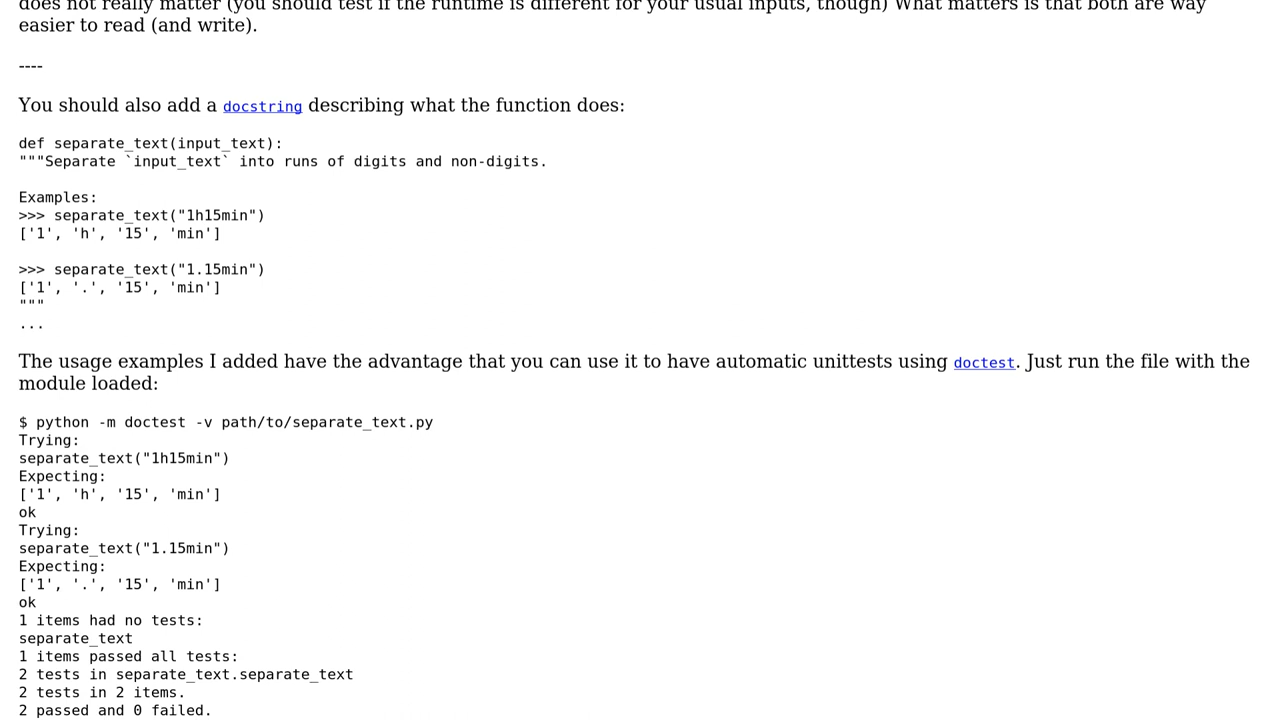 does not really matter (you should test if the runtime is different for your usual inputs, though) What matters is that both are way
easier to read (and write).
----
You should also add a docstring describing what the function does:
def separate_text(input_text):
"""Separate `input_text` into runs of digits and non-digits.
Examples:
>>> separate_text("1h15min")
['1', 'h', '15', 'min']
>>> separate_text("1.15min")
['1', '.', '15', 'min']
"""
...
The usage examples I added have the advantage that you can use it to have automatic unittests using doctest. Just run the file with the
module loaded:
$ python -m doctest -v path/to/separate_text.py
Trying:
separate_text("1h15min")
Expecting:
['1', 'h', '15', 'min']
ok
Trying:
separate_text("1.15min")
Expecting:
['1', '.', '15', 'min']
ok
1 items had no tests:
separate_text
1 items passed all tests:
2 tests in separate_text.separate_text
2 tests in 2 items.
2 passed and 0 failed.